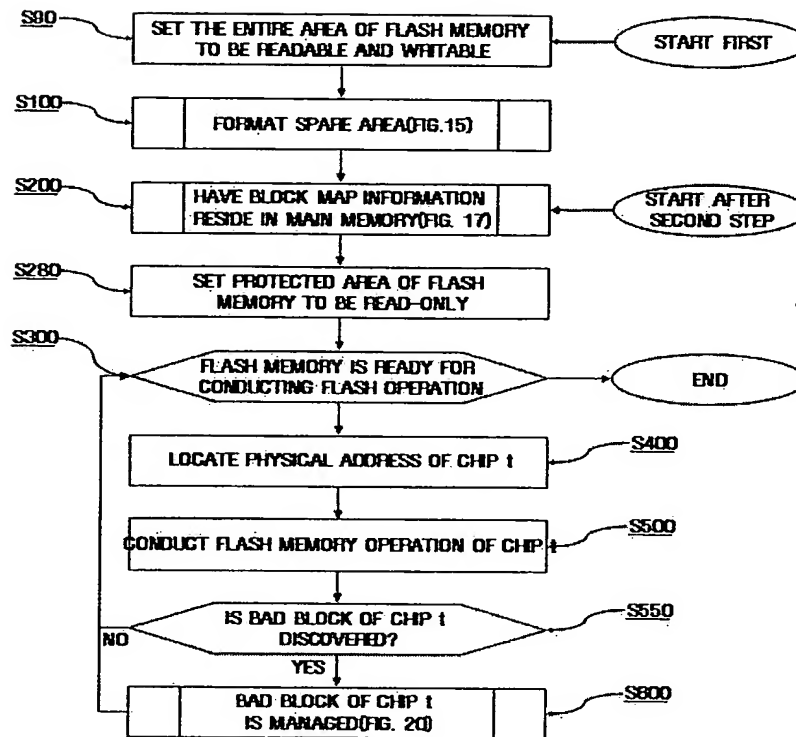 S90
SET THE ENTIRE AREA OF FLASH MEMORY
TO BE READABLE AND WRITABLE
START FIRST
S100
FORMAT SPARE AREA(FIG.15)
S200
HAVE BLOCK MAP INFORMATION
RESIDE IN MAIN MEMORY(FIG. 17)
START AFTER
SECOND STEP
S280
SET PROTECTED AREA OF FLASH
MEMORY TO BE READ-ONLY
S300
FLASH MEMORY IS READY FOR
CONDUCTING FLASH OPERATION
END
LOCATE PHYSICAL ADDRESS OF CHIP t
S400
CONDUCT FLASH MEMORY OPERATION OF CHIP t
S500
IS BAD BLOCK OF CHIP t
DISCOVERED?
S550
NO
YES
BAD BLOCK OF CHIP t
IS MANAGED(FIG. 20)
S600